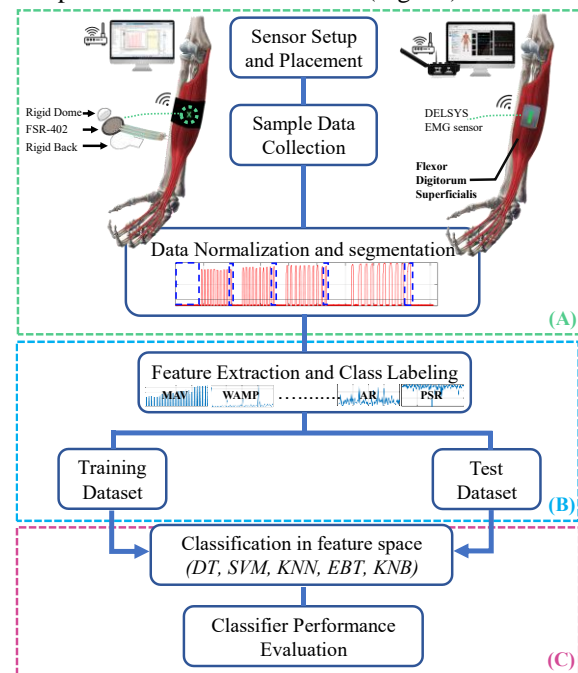 Sensor Setup
and Placement
Rigid Dome
FSR-402
Rigid Back
Sample Data
Collection
DELSYS
EMG sensor
Flexor
Digitorum
Superficialis
Data Normalization and segmentation
(A)
Feature Extraction and Class Labeling
MAV
WAMP
..........
AR
PSR
Training
Dataset
Test
Dataset
(B)
Classification in feature space
(DT, SVM, KNN, EBT, KNB)
Classifier Performance
Evaluation
(C)